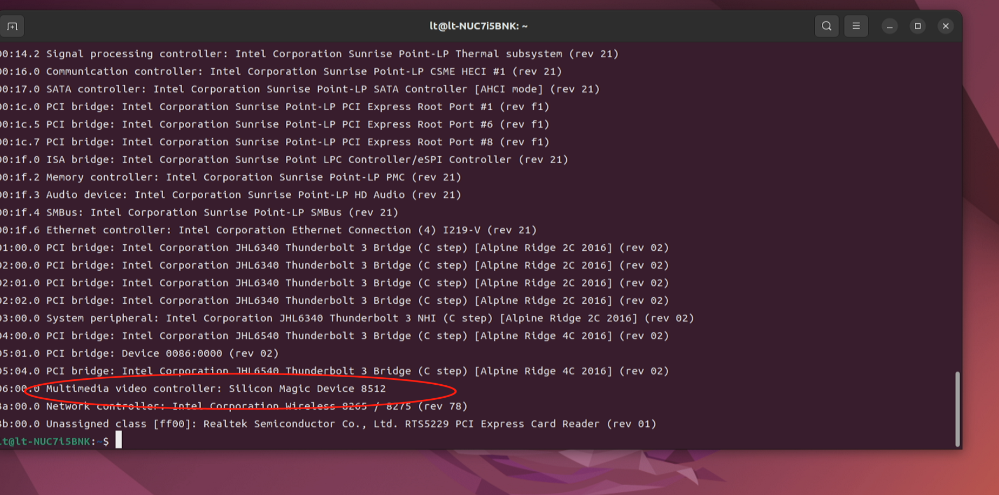 lt@lt-NUC7i5BNK: ~
00:14.2 Signal processing controller: Intel Corporation Sunrise Point-LP Thermal subsystem (rev 21)
00:16.0 Communication controller: Intel Corporation Sunrise Point-LP CSME HECI #1 (rev 21)
00:17.0 SATA controller: Intel Corporation Sunrise Point-LP SATA Controller [AHCI mode] (rev 21)
00:1c.0 PCI bridge: Intel Corporation Sunrise Point-LP PCI Express Root Port #1 (rev f1)
00:1c.5 PCI bridge: Intel Corporation Sunrise Point-LP PCI Express Root Port #6 (rev f1)
00:1c.7 PCI bridge: Intel Corporation Sunrise Point-LP PCI Express Root Port #8 (rev f1)
00:1f.0 ISA bridge: Intel Corporation Sunrise Point LPC Controller/eSPI Controller (rev 21)
00:1f.2 Memory controller: Intel Corporation Sunrise Point-LP PMC (rev 21)
00:1f.3 Audio device: Intel Corporation Sunrise Point-LP HD Audio (rev 21)
00:1f.4 SMBus: Intel Corporation Sunrise Point-LP SMBus (rev 21)
00:1f.6 Ethernet controller: Intel Corporation Ethernet Connection (4) I219-V (rev 21)
01:00.0 PCI bridge: Intel Corporation JHL6340 Thunderbolt 3 Bridge (C step) [Alpine Ridge 2C 2016] (rev 02)
02:00.0 PCI bridge: Intel Corporation JHL6340 Thunderbolt 3 Bridge (C step) [Alpine Ridge 2C 2016] (rev 02)
02:01.0 PCI bridge: Intel Corporation JHL6340 Thunderbolt 3 Bridge (C step) [Alpine Ridge 2C 2016] (rev 02)
02:02.0 PCI bridge: Intel Corporation JHL6340 Thunderbolt 3 Bridge (C step) [Alpine Ridge 2C 2016] (rev 02)
03:00.0 System peripheral: Intel Corporation JHL6340 Thunderbolt 3 NHI (C step) [Alpine Ridge 2C 2016] (rev 02)
04:00.0 PCI bridge: Intel Corporation JHL6540 Thunderbolt 3 Bridge (C step) [Alpine Ridge 4C 2016] (rev 02)
05:01.0 PCI bridge: Device 0086:0000 (rev 02)
05:04.0 PCI bridge: Intel Corporation JHL6540 Thunderbolt 3 Bridge (C step) [Alpine Ridge 4C 2016] (rev 02)
06:00.0 Multimedia video controller: Silicon Magic Device 8512
3a:00.0 Network controller: Intel Corporation Wireless 8265 / 8275 (rev 78)
3b:00.0 Unassigned class [ff00]: Realtek Semiconductor Co., Ltd. RTS5229 PCI Express Card Reader (rev 01)
lt@lt-NUC7i5BNK:~$